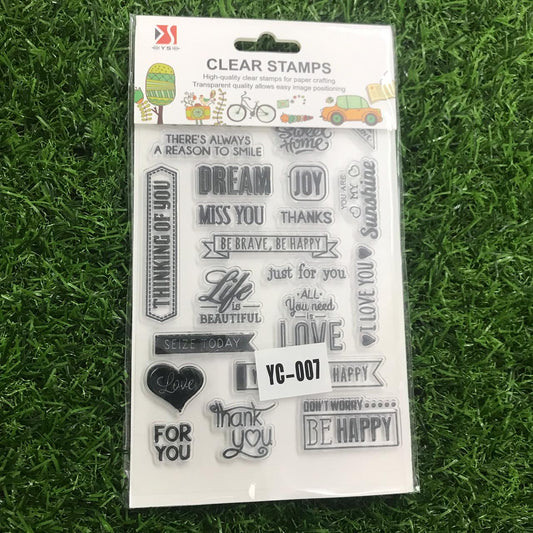 YS
CLEAR STAMPS
High-quality clear stamps for paper crafting
Transparent quality allows easy image positioning
THERE'S ALWAYS
A REASON TO SMILE
Sweet
Home
THINKING OF YOU
DREAM
JOY
YOU ARE
MY
Sunshine
MISS YOU
THANKS
BE BRAVE, BE HAPPY
just for you
I LOVE YOU
Life
is
BEAUTIFUL
ALL
You need
is
LOVE
SEIZE TODAY
YC-007
HAPPY
Love
FOR
YOU
thank
you
DON'T WORRY
BE HAPPY